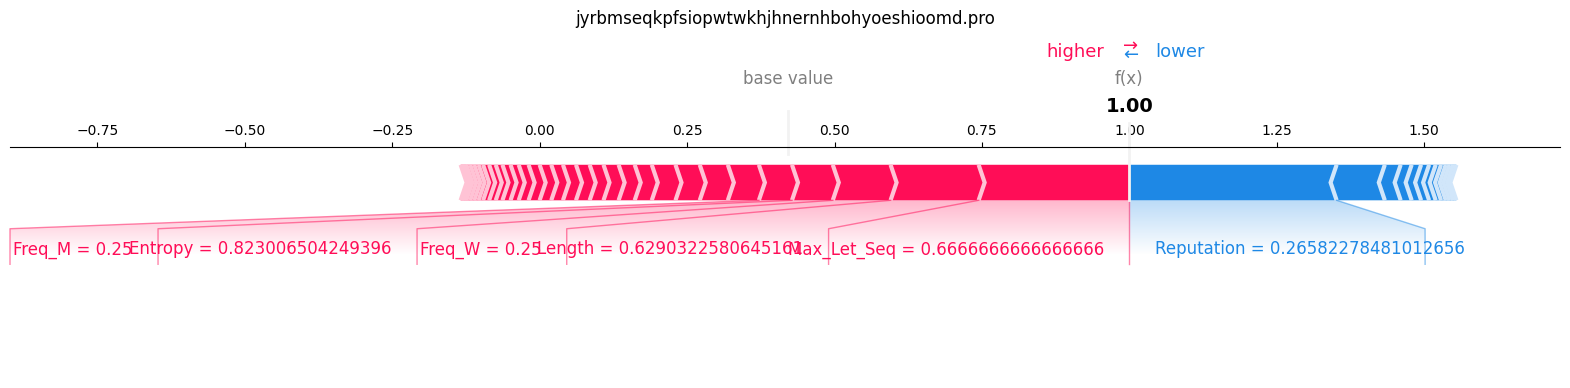 jyrbmseqkpfsiopwtwkhjhnernhbohyoeshioomd.pro
higher → ← lower
base value f(x)
1.00
−0.75 −0.50 −0.25 0.00 0.25 0.50 0.75 1.00 1.25 1.50
Freq_M = 0.25 Entropy = 0.823006504249396 Freq_W = 0.25 Length = 0.6290322580645161 Max_Let_Seq = 0.6666666666666666 Reputation = 0.26582278481012656